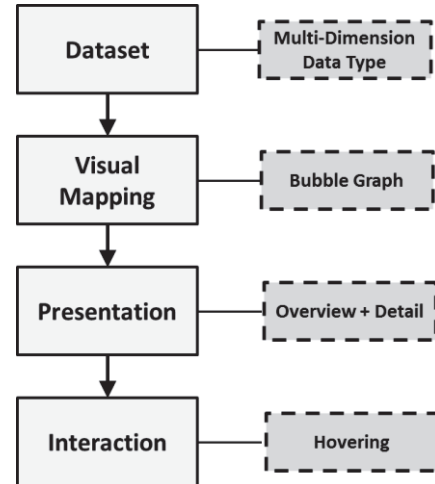 Dataset
Multi-Dimension
Data Type
Visual
Mapping
Bubble Graph
Presentation
Overview + Detail
Interaction
Hovering